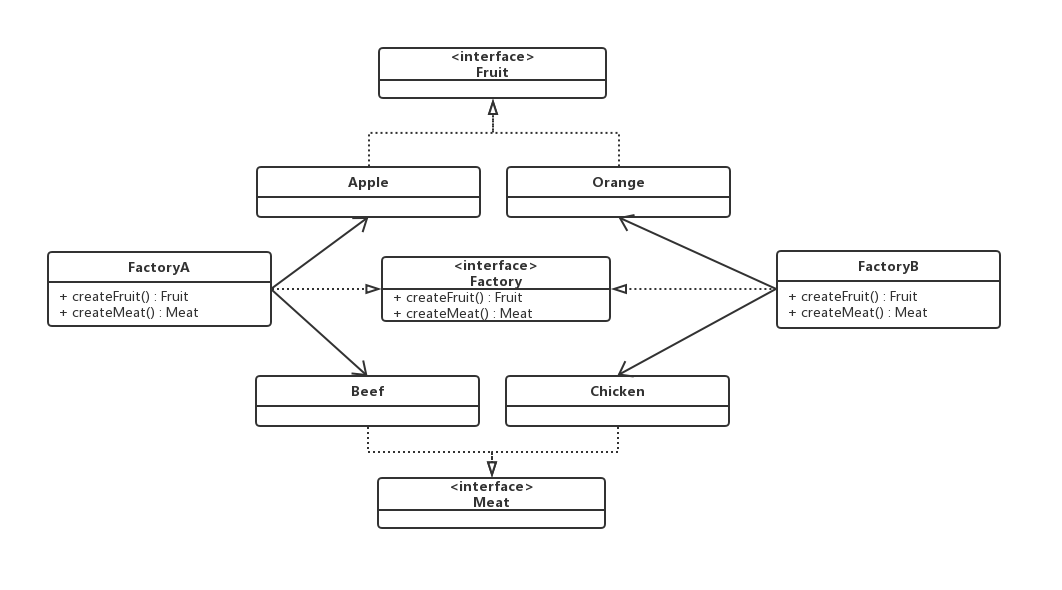 <interface>
Fruit
Apple
Orange
FactoryA
+ createFruit() : Fruit
+ createMeat() : Meat
<interface>
Factory
+ createFruit() : Fruit
+ createMeat() : Meat
FactoryB
+ createFruit() : Fruit
+ createMeat() : Meat
Beef
Chicken
<interface>
Meat